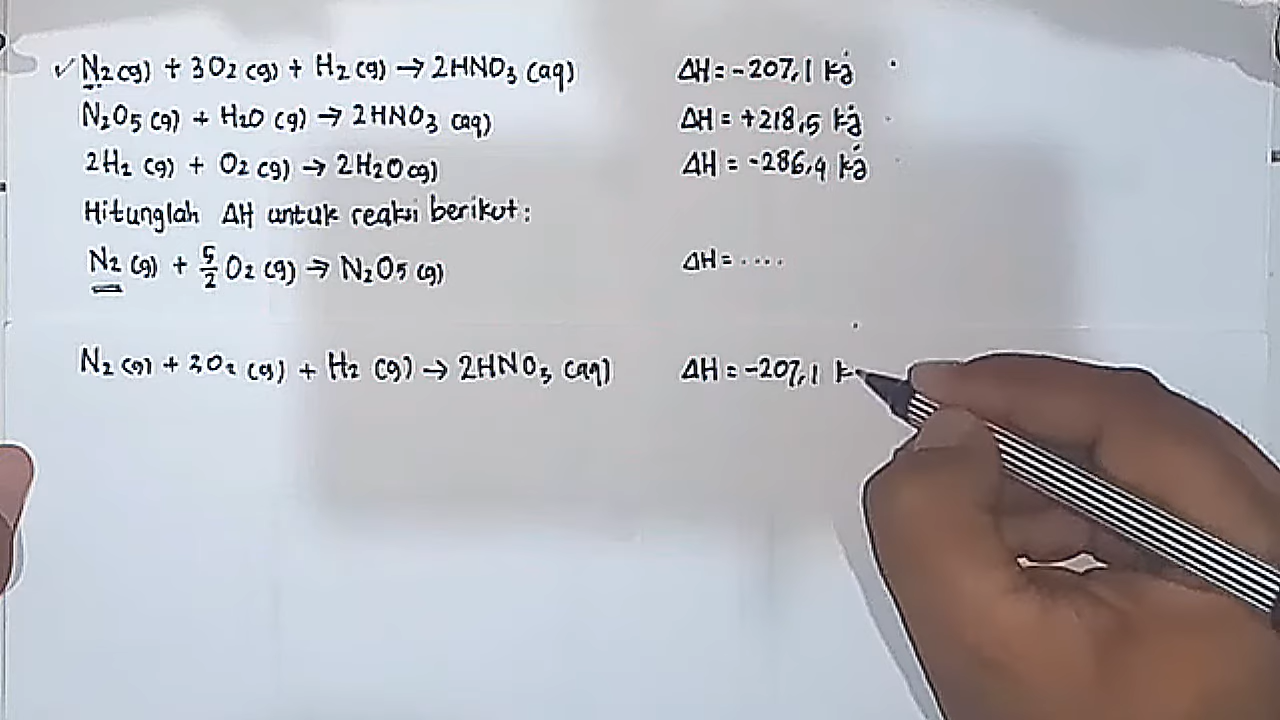 ✓ N₂(g) + 3O₂(g) + H₂(g) → 2HNO₃(aq) ΔH = -207,1 kj
N₂O₅(g) + H₂O(g) → 2HNO₃(aq) ΔH = +218,5 kj
2H₂(g) + O₂(g) → 2H₂O(g) ΔH = -286,4 kj
Hitunglah ΔH untuk reaksi berikut:
N₂(g) + 5/2 O₂(g) → N₂O₅(g) ΔH = ....
N₂(g) + 3O₂(g) + H₂(g) → 2HNO₃(aq) ΔH = -207,1 k